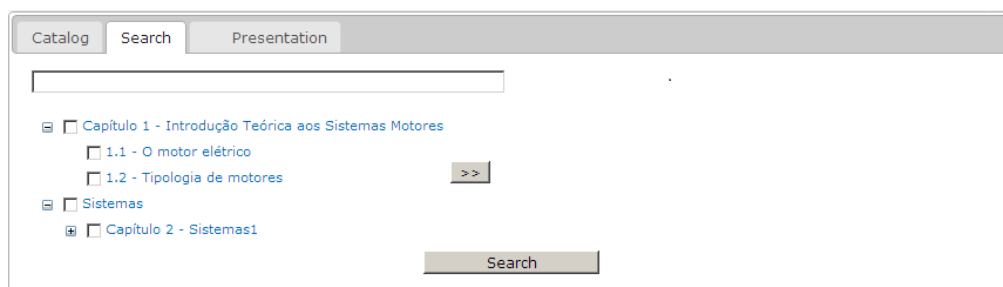 Catalog Search Presentation
Capítulo 1 - Introdução Teórica aos Sistemas Motores
1.1 - O motor elétrico
1.2 - Tipologia de motores
>>
Sistemas
Capítulo 2 - Sistemas1
Search